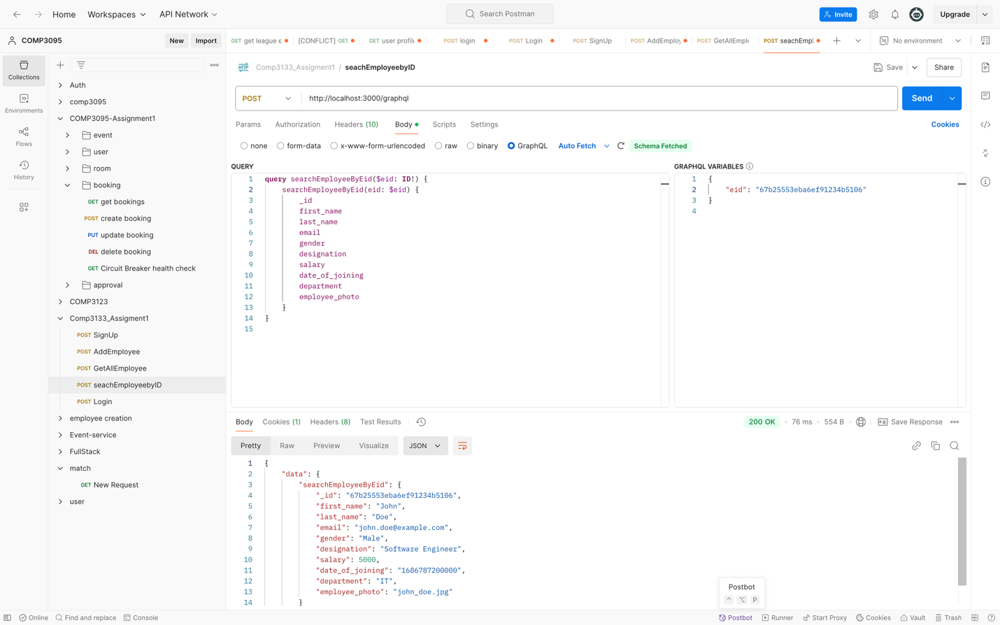 Home
Workspaces
API Network
Search Postman
Invite
Upgrade
COMP3095
New
Import
GET get league e
[CONFLICT] GET
GET user profile
POST login
POST Login
POST SignUp
POST AddEmploy
POST GetAllEmpl
POST seachEmpl
No environment
Collections
Environments
Flows
History
Auth
comp3095
COMP3095-Assignment1
event
user
room
booking
GET get bookings
POST create booking
PUT update booking
DEL delete booking
GET Circuit Breaker health check
approval
COMP3123
Comp3133_Assigment1
POST SignUp
POST AddEmployee
POST GetAllEmployee
POST seachEmployeebyID
POST Login
employee creation
Event-service
FullStack
match
GET New Request
user
HTTP Comp3133_Assigment1 / seachEmployeebyID
Save
Share
POST
http://localhost:3000/graphql
Send
Params
Authorization
Headers (10)
Body
Scripts
Settings
Cookies
none
form-data
x-www-form-urlencoded
raw
binary
GraphQL
Auto Fetch
Schema Fetched
QUERY
1 query searchEmployeeByEid($eid: ID!) {
2 searchEmployeeByEid(eid: $eid) {
3 _id
4 first_name
5 last_name
6 email
7 gender
8 designation
9 salary
10 date_of_joining
11 department
12 employee_photo
13 }
14 }
15
GRAPHQL VARIABLES
1 {
2 "eid": "67b25553eba6ef91234b5106"
3 }
4
Body
Cookies (1)
Headers (8)
Test Results
200 OK
76 ms
554 B
Save Response
Pretty
Raw
Preview
Visualize
JSON
1 {
2 "data": {
3 "searchEmployeeByEid": {
4 "_id": "67b25553eba6ef91234b5106",
5 "first_name": "John",
6 "last_name": "Doe",
7 "email": "john.doe@example.com",
8 "gender": "Male",
9 "designation": "Software Engineer",
10 "salary": 5000,
11 "date_of_joining": "1686787200000",
12 "department": "IT",
13 "employee_photo": "john_doe.jpg"
14 }
Postbot
^ ⌥ P
Online
Find and replace
Console
Postbot
Runner
Start Proxy
Cookies
Vault
Trash